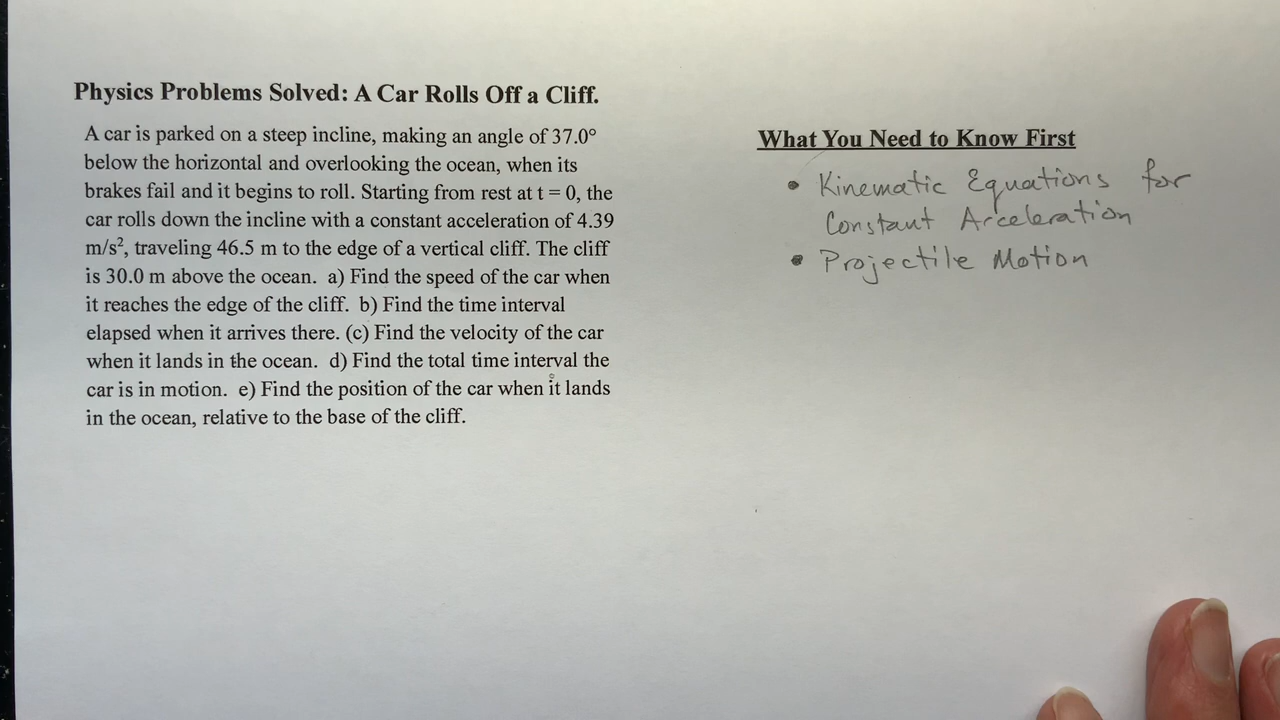 Physics Problems Solved: A Car Rolls Off a Cliff.
A car is parked on a steep incline, making an angle of 37.0°
below the horizontal and overlooking the ocean, when its
brakes fail and it begins to roll. Starting from rest at t = 0, the
car rolls down the incline with a constant acceleration of 4.39
m/s², traveling 46.5 m to the edge of a vertical cliff. The cliff
is 30.0 m above the ocean.  a) Find the speed of the car when
it reaches the edge of the cliff.  b) Find the time interval
elapsed when it arrives there. (c) Find the velocity of the car
when it lands in the ocean.  d) Find the total time interval the
car is in motion.  e) Find the position of the car when it lands
in the ocean, relative to the base of the cliff.
What You Need to Know First
• Kinematic Equations for
Constant Acceleration
• Projectile Motion